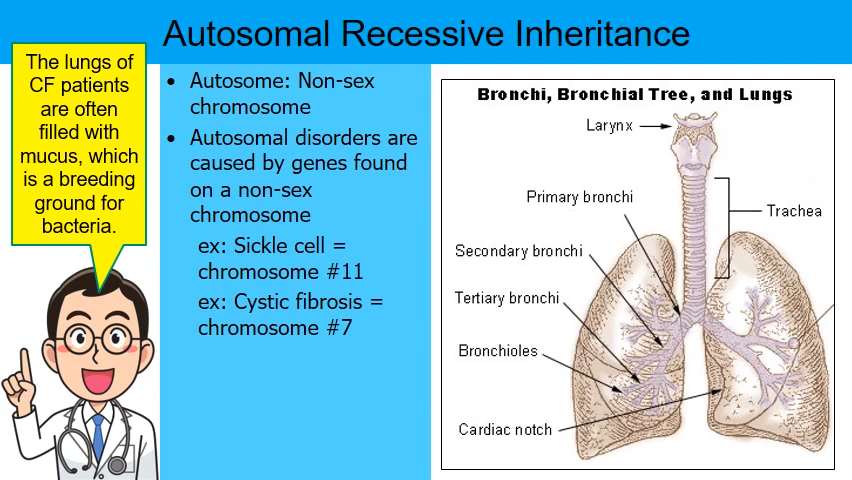 Autosomal Recessive Inheritance
The lungs of
CF patients
are often
filled with
mucus, which
is a breeding
ground for
bacteria.
• Autosome: Non-sex
chromosome
• Autosomal disorders are
caused by genes found
on a non-sex
chromosome
ex: Sickle cell =
chromosome #11
ex: Cystic fibrosis =
chromosome #7
Bronchi, Bronchial Tree, and Lungs
Larynx
Primary bronchi
Trachea
Secondary bronchi
Tertiary bronchi
Bronchioles
Cardiac notch